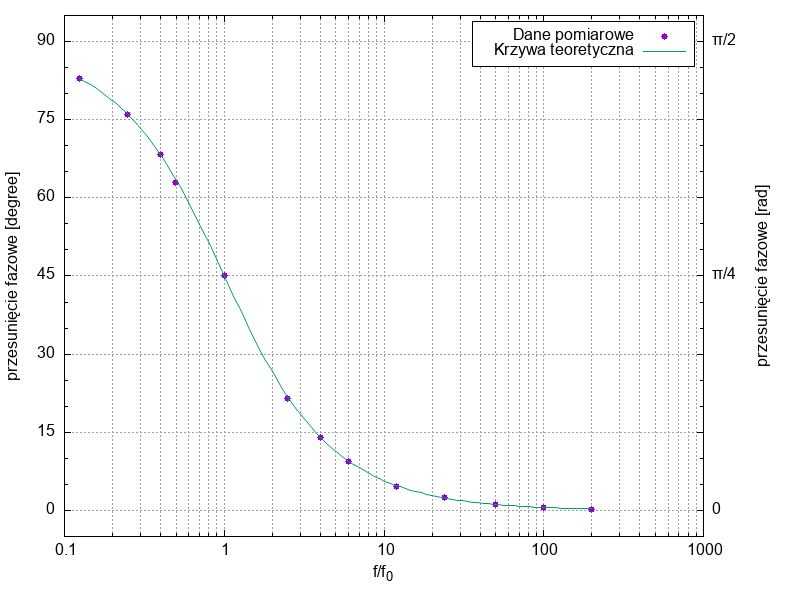 90
75
60
45
30
15
0
przesunięcie fazowe [degree]
Dane pomiarowe
Krzywa teoretyczna
π/2
π/4
0
przesunięcie fazowe [rad]
0.1 1 10 100 1000
f/f0